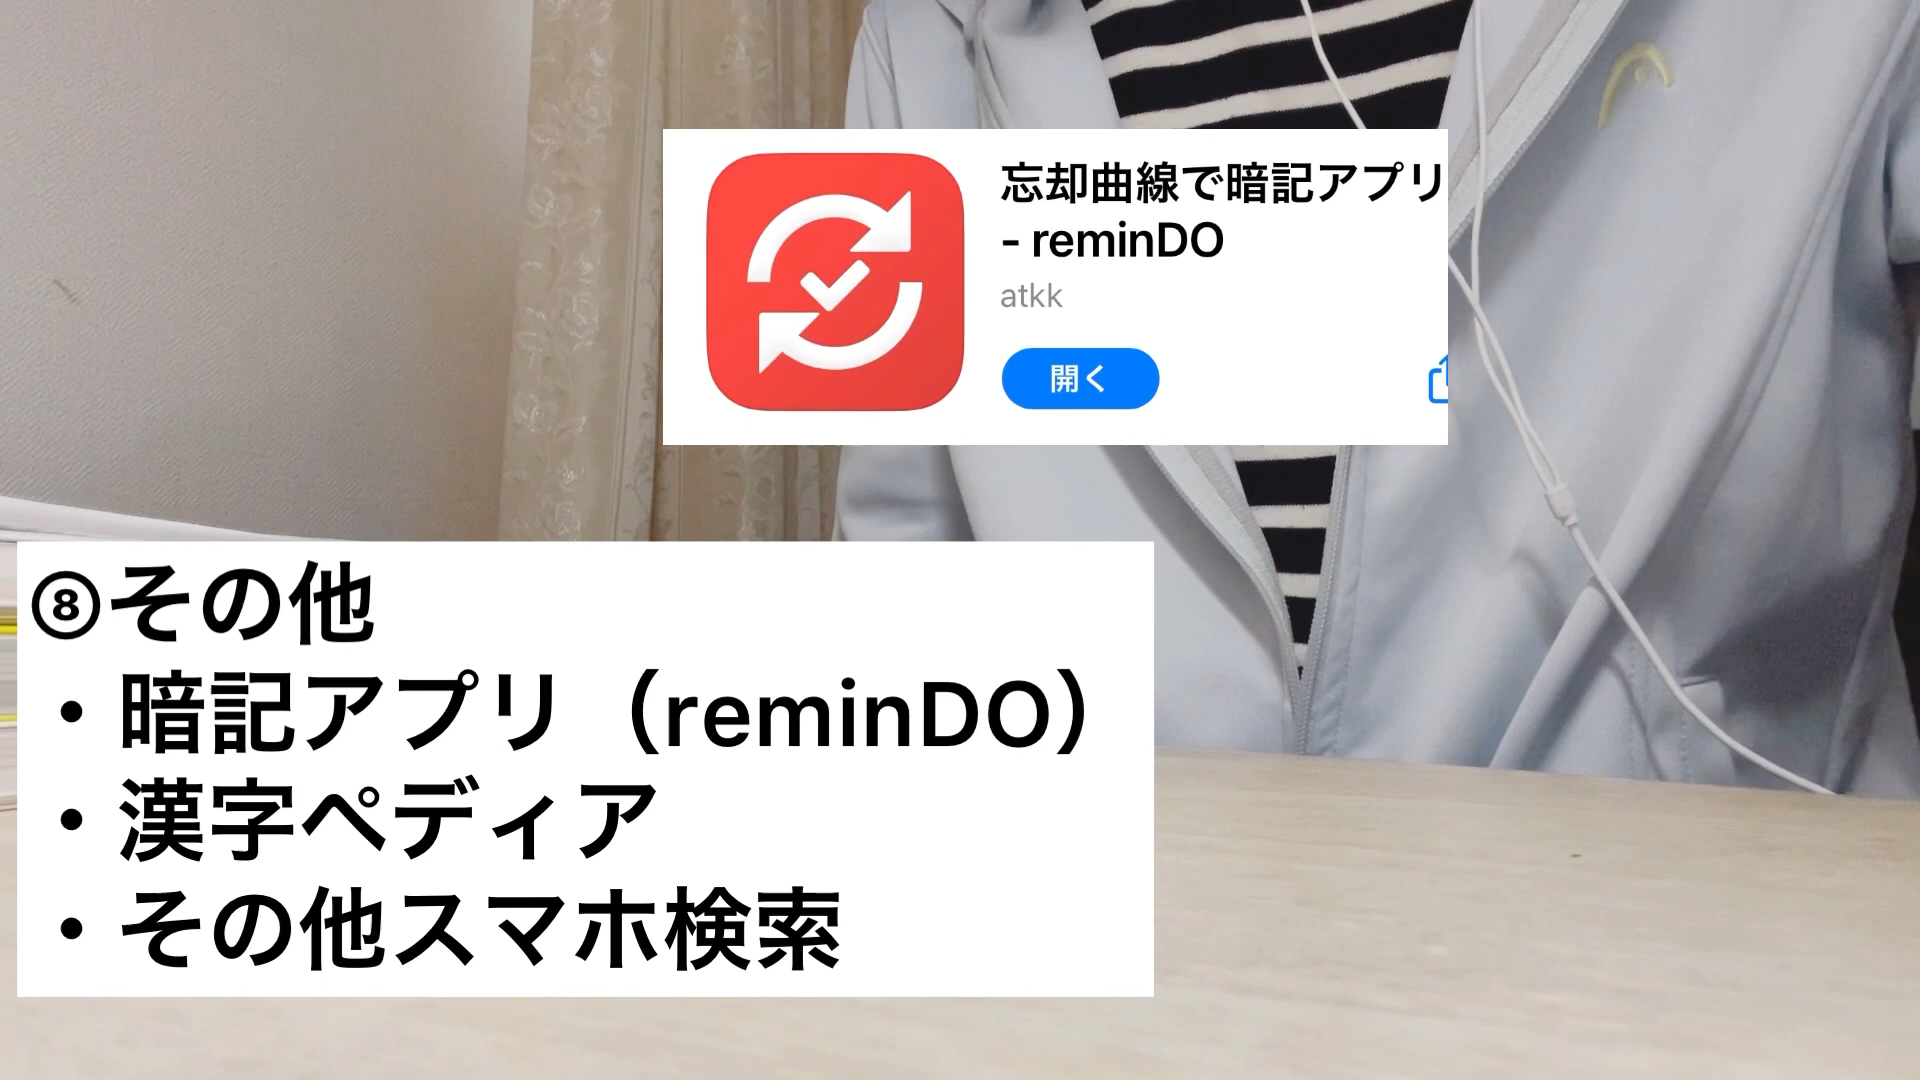 忘却曲線で暗記アプリ
- reminDO
atkk
開く
⑧その他
・暗記アプリ（reminDO）
・漢字ペディア
・その他スマホ検索